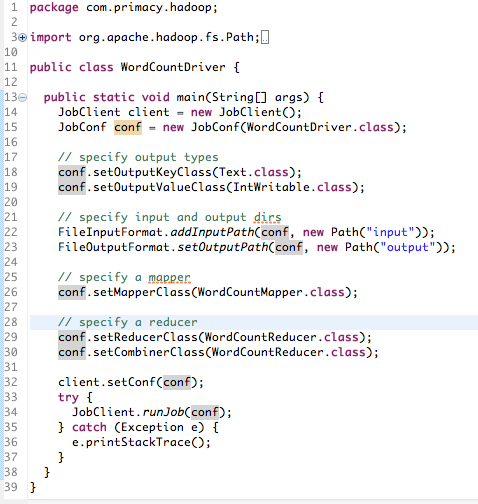 1 package com.primacy.hadoop;
2
3 import org.apache.hadoop.fs.Path;
10
11 public class WordCountDriver {
12
13 public static void main(String[] args) {
14 JobClient client = new JobClient();
15 JobConf conf = new JobConf(WordCountDriver.class);
16
17 // specify output types
18 conf.setOutputKeyClass(Text.class);
19 conf.setOutputValueClass(IntWritable.class);
20
21 // specify input and output dirs
22 FileInputFormat.addInputPath(conf, new Path("input"));
23 FileOutputFormat.setOutputPath(conf, new Path("output"));
24
25 // specify a mapper
26 conf.setMapperClass(WordCountMapper.class);
27
28 // specify a reducer
29 conf.setReducerClass(WordCountReducer.class);
30 conf.setCombinerClass(WordCountReducer.class);
31
32 client.setConf(conf);
33 try {
34 JobClient.runJob(conf);
35 } catch (Exception e) {
36 e.printStackTrace();
37 }
38 }
39 }